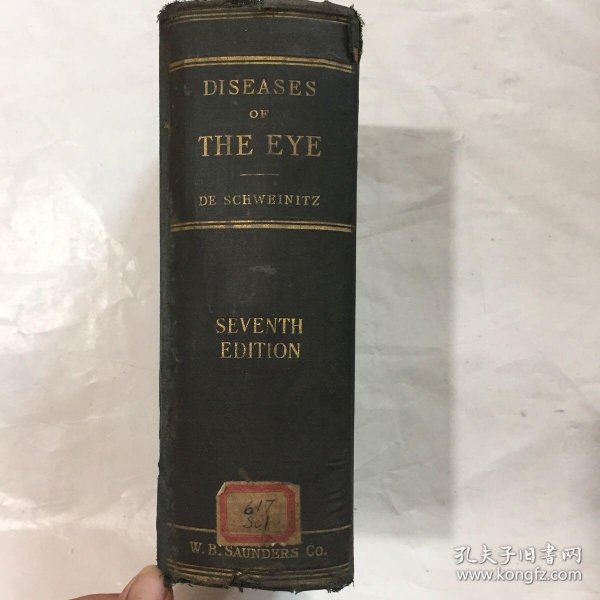 DISEASES
OF
THE EYE
DE SCHWEINITZ
SEVENTH
EDITION
617
W. B. SAUNDERS CO.
孔夫子旧书网
www.kongfz.com